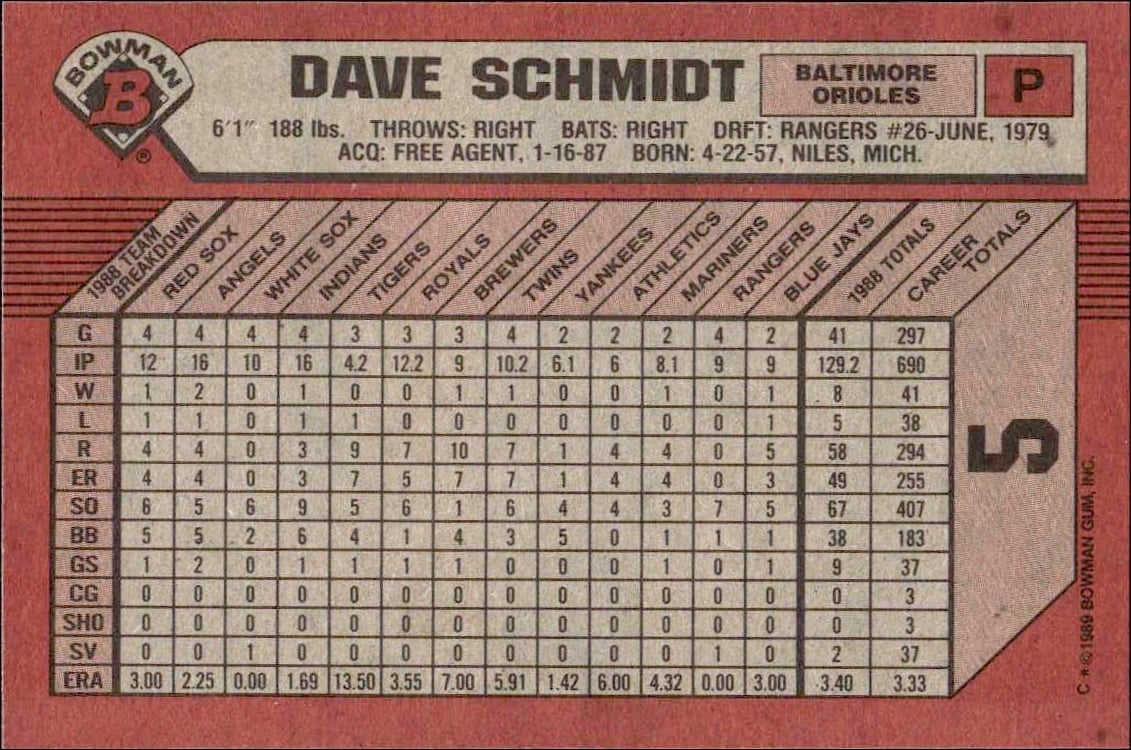 BOWMAN
B
®
DAVE SCHMIDT
BALTIMORE
ORIOLES
P
6'1" 188 lbs. THROWS: RIGHT BATS: RIGHT DRFT: RANGERS #26-JUNE, 1979
ACQ: FREE AGENT, 1-16-87 BORN: 4-22-57, NILES, MICH.
1988 TEAM BREAKDOWN RED SOX ANGELS WHITE SOX INDIANS TIGERS ROYALS BREWERS TWINS YANKEES ATHLETICS MARINERS RANGERS BLUE JAYS 1988 TOTALS CAREER TOTALS
G 4 4 4 4 3 3 3 4 2 2 2 4 2 41 297
IP 12 16 10 16 4.2 12.2 9 10.2 6.1 6 8.1 9 9 129.2 690
W 1 2 0 1 0 0 1 1 0 0 1 0 1 8 41
L 1 1 0 1 1 0 0 0 0 0 0 0 1 5 38
R 4 4 0 3 9 7 10 7 1 4 4 0 5 58 294
ER 4 4 0 3 7 5 7 7 1 4 4 0 3 49 255
SO 6 5 6 9 5 6 1 6 4 4 3 7 5 67 407
BB 5 5 2 6 4 1 4 3 5 0 1 1 1 38 183
GS 1 2 0 1 1 1 1 0 0 0 1 0 1 9 37
CG 0 0 0 0 0 0 0 0 0 0 0 0 0 0 3
SHO 0 0 0 0 0 0 0 0 0 0 0 0 0 0 3
SV 0 0 1 0 0 0 0 0 0 0 0 1 0 2 37
ERA 3.00 2.25 0.00 1.69 13.50 3.55 7.00 5.91 1.42 6.00 4.32 0.00 3.00 3.40 3.33
5
C * © 1989 BOWMAN GUM, INC.